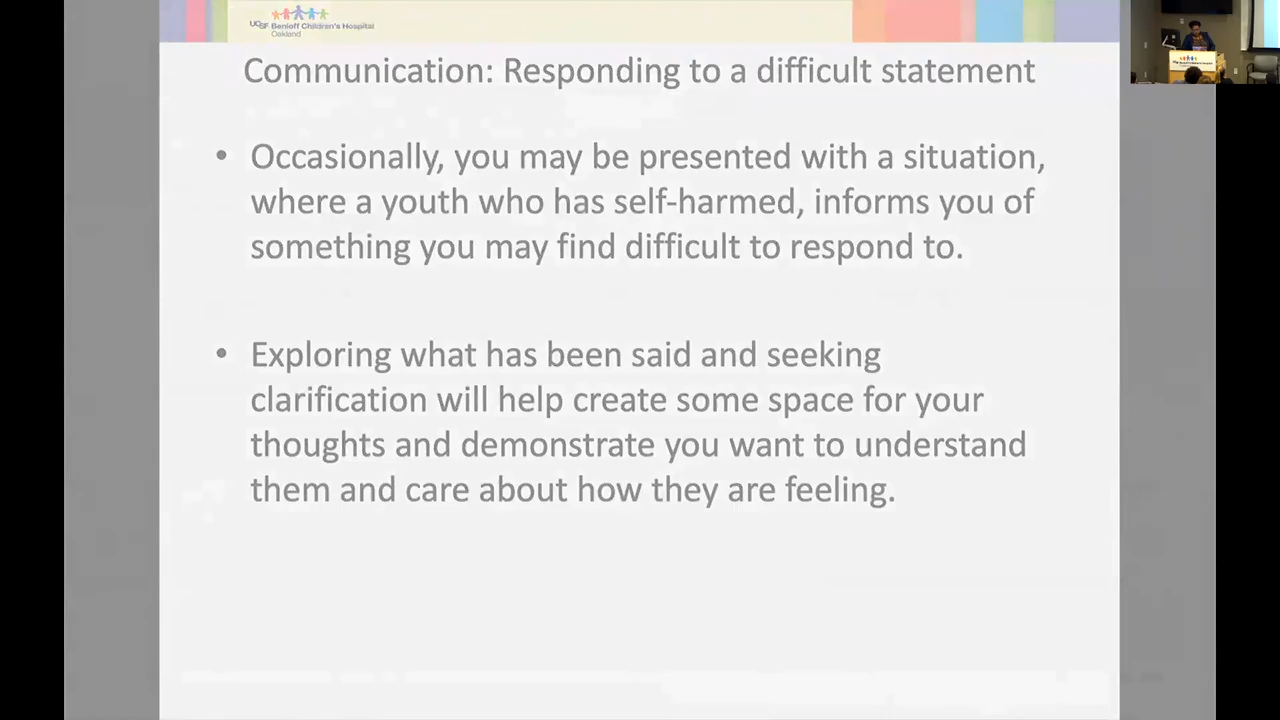 UCSF Benioff Children's Hospital
Oakland
Communication: Responding to a difficult statement
• Occasionally, you may be presented with a situation,
where a youth who has self-harmed, informs you of
something you may find difficult to respond to.
• Exploring what has been said and seeking
clarification will help create some space for your
thoughts and demonstrate you want to understand
them and care about how they are feeling.